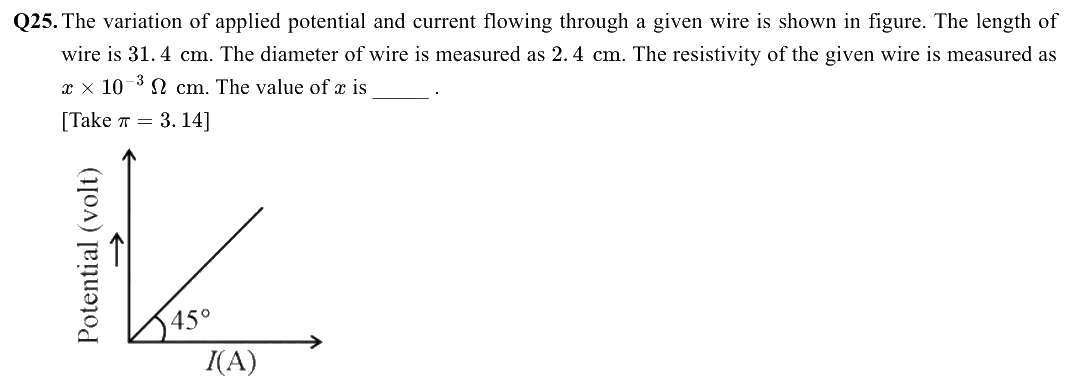 Q25. The variation of applied potential and current flowing through a given wire is shown in figure. The length of
wire is 31. 4 cm. The diameter of wire is measured as 2. 4 cm. The resistivity of the given wire is measured as
x × 10⁻³ Ω cm. The value of x is _____ .
[Take π = 3. 14]
Potential (volt)
45°
I(A)